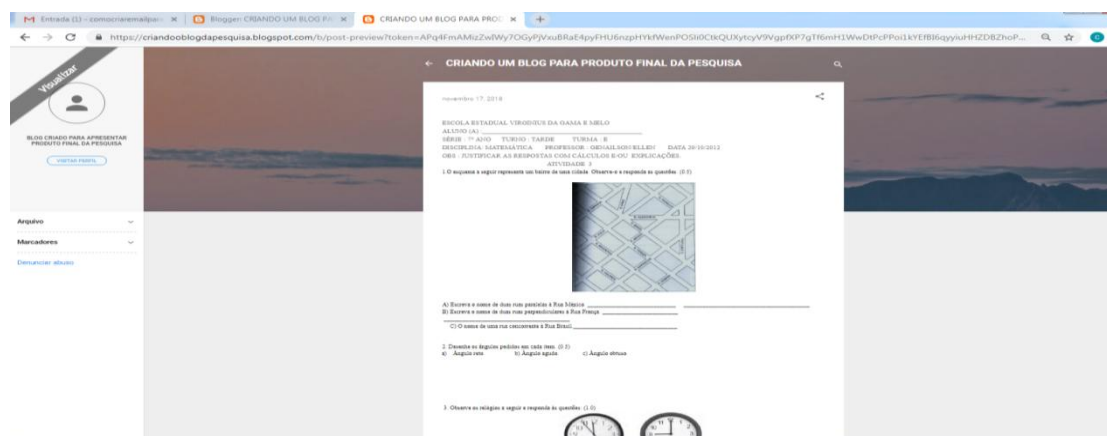 Entrada (1) - comocriaremailpara
Blogger: CRIANDO UM BLOG PA
CRIANDO UM BLOG PARA PROD
https://criandooblogdapesquisa.blogspot.com/b/post-preview?token=
Visualizar
CRIANDO UM BLOG PARA PRODUTO FINAL DA PESQUISA
BLOG CRIADO PARA APRESENTAR
PRODUTO FINAL DA PESQUISA
VISITAR PERFIL
Arquivo
Marcadores
Denunciar abuso
novembro 17, 2018
ESCOLA ESTADUAL VIRGINIUS DA GAMA E MELO
ALUNO (A)
SÉRIE : 7º ANO TURNO : TARDE TURMA : B
DISCIPLINA: MATEMÁTICA PROFESSOR : GENAILSON ELLEN DATA 29/10/2012
OBS : JUSTIFICAR AS RESPOSTAS COM CÁLCULOS E/OU EXPLICAÇÕES.
ATIVIDADE 3
1.O esquema a seguir representa um bairro de uma cidade. Observe-o e responda às questões. (0.5)
A) Escreva o nome de duas ruas paralelas à Rua México
B) Escreva o nome de duas ruas perpendiculares à Rua França
C) O nome de uma rua concorrente à Rua Brasil
2. Desenhe os ângulos pedidos em cada item. (0.5)
a) Ângulo reto b) Ângulo agudo c) Ângulo obtuso
3. Observe os relógios a seguir e responda às questões. (1.0)